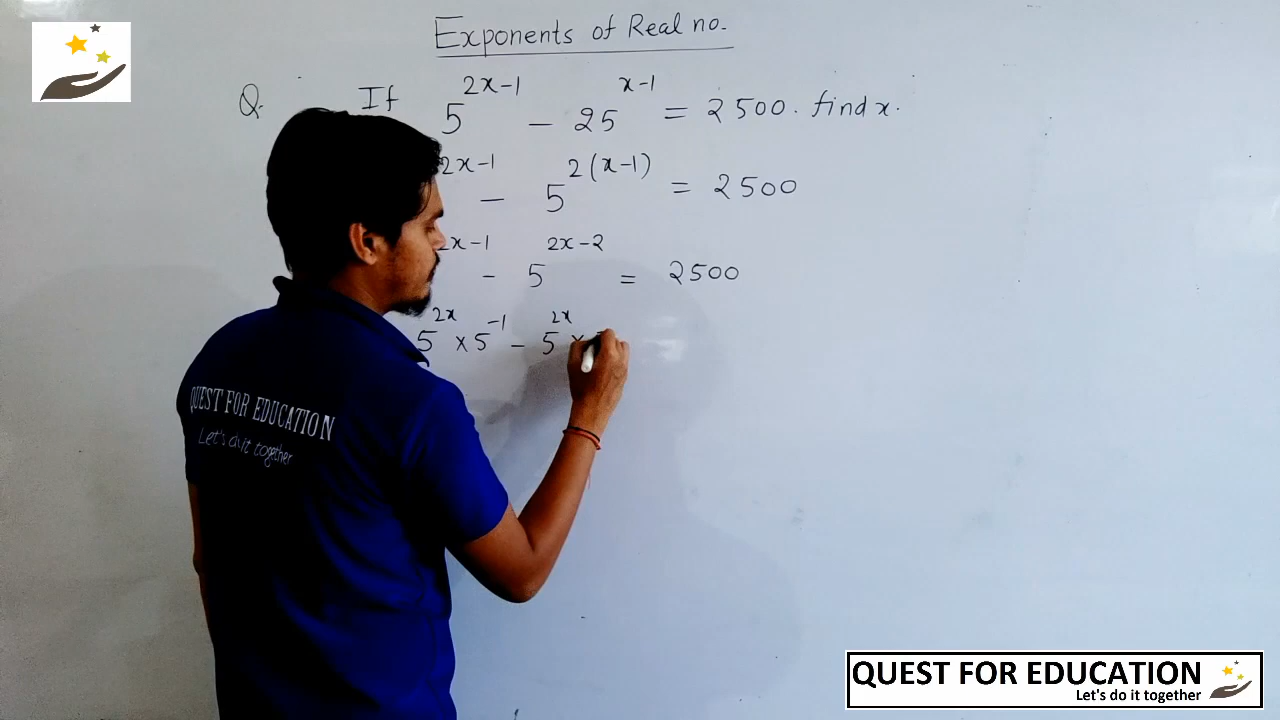 Exponents of Real no.
Q. If 5^{2x-1} - 25^{x-1} = 2500. find x.
2x-1 - 5^{2(x-1)} = 2500
2x-1 - 5^{2x-2} = 2500
5^{2x} × 5^{-1} - 5^{2x} ×
QUEST FOR EDUCATION
Let's do it together
QUEST FOR EDUCATION
Let's do it together